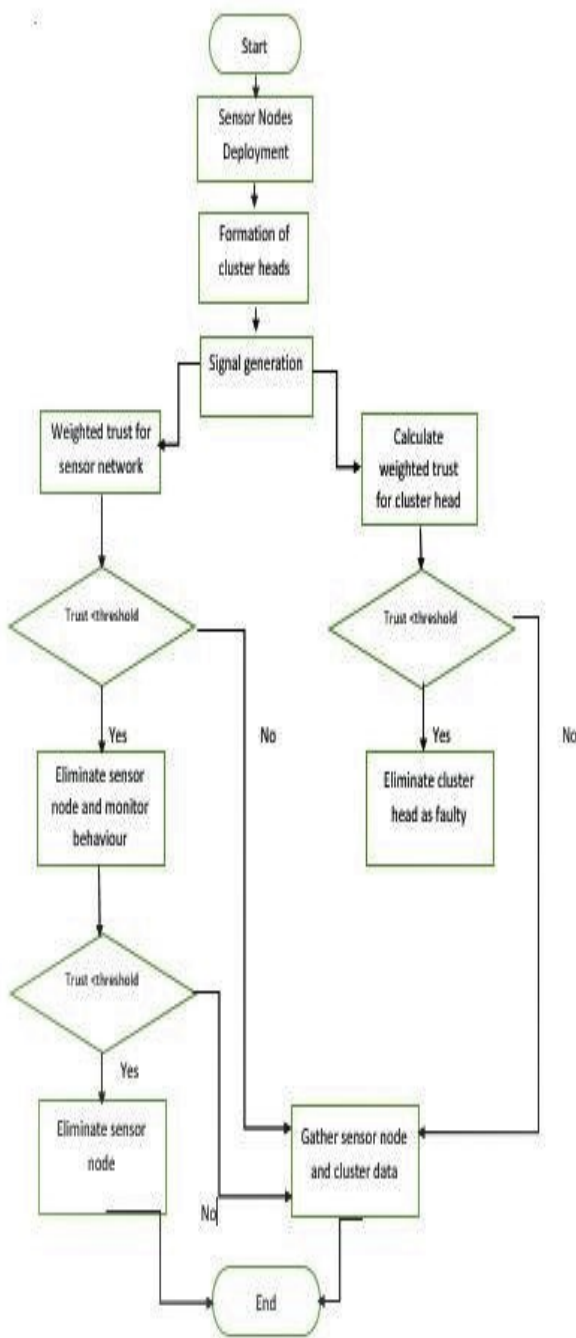 Start
Sensor Nodes
Deployment
Formation of
cluster heads
Signal generation
Weighted trust for
sensor network
Calculate
weighted trust
for cluster head
Trust <threshold
Trust <threshold
Yes
No
Yes
No
Eliminate sensor
node and monitor
behaviour
Eliminate cluster
head as faulty
Trust <threshold
Yes
Eliminate sensor
node
Gather sensor node
and cluster data
No
End